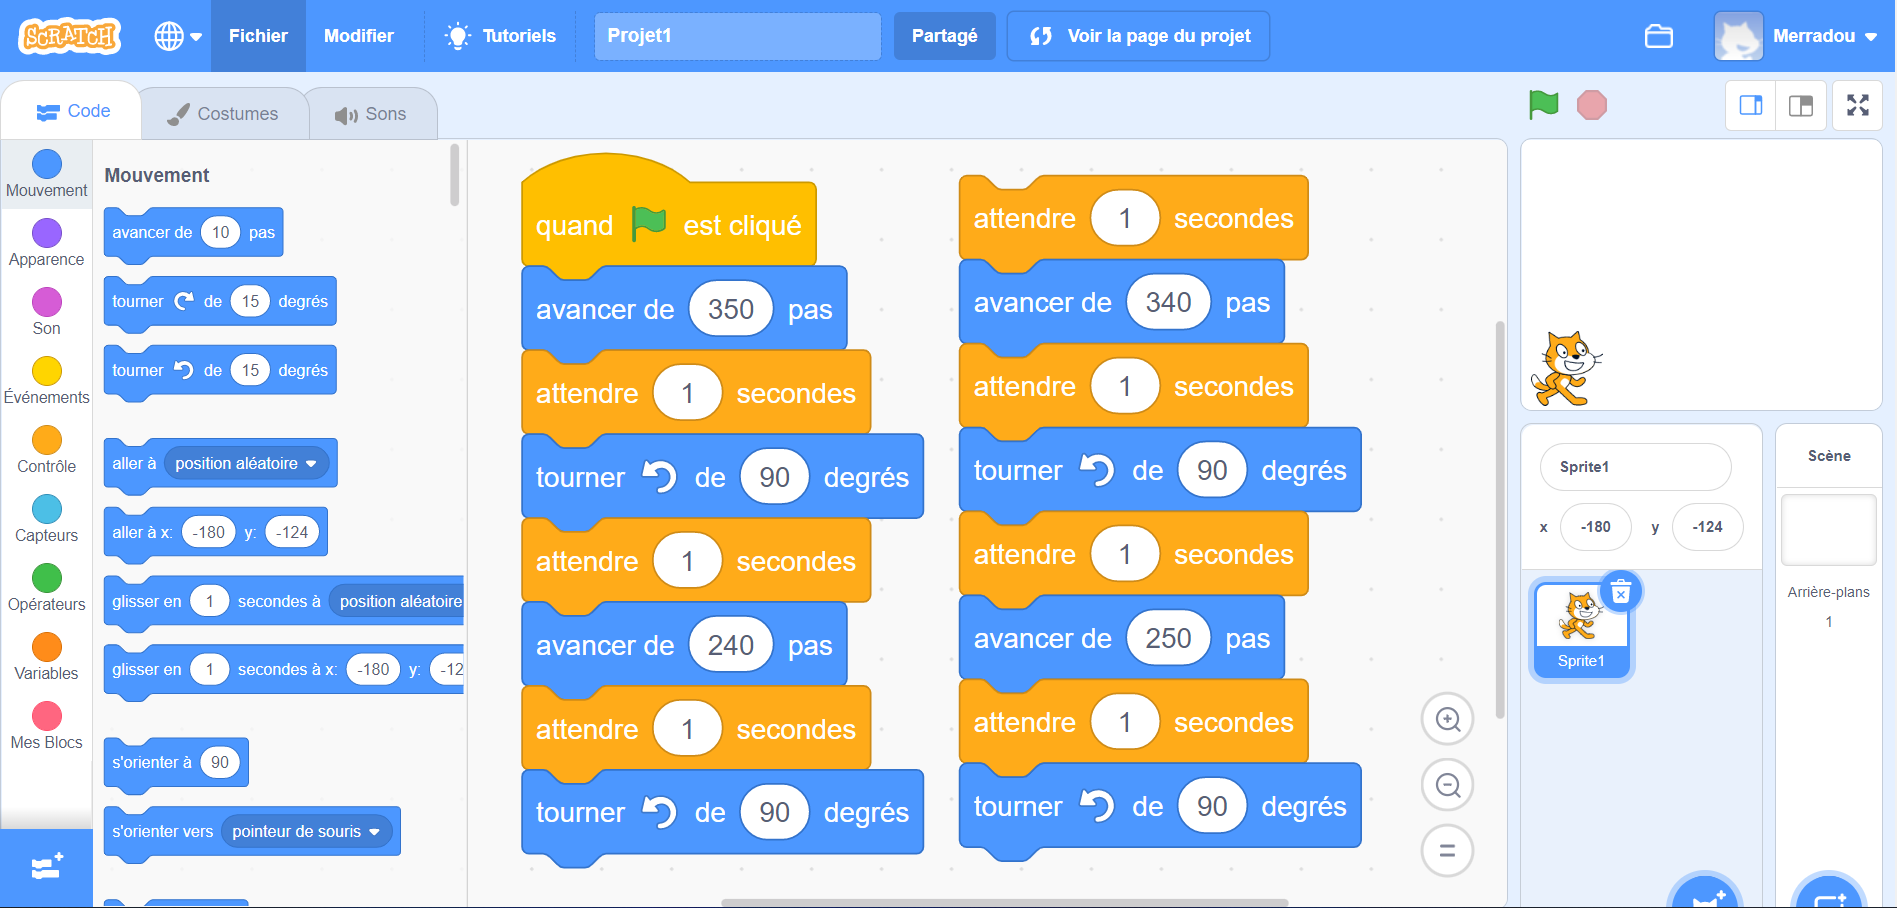 SCRATCH
Fichier
Modifier
Tutoriels
Projet1
Partagé
Voir la page du projet
Merradou
Code
Costumes
Sons
Mouvement
Apparence
Son
Événements
Contrôle
Capteurs
Opérateurs
Variables
Mes Blocs
Mouvement
avancer de 10 pas
tourner de 15 degrés
tourner de 15 degrés
aller à position aléatoire
aller à x: -180 y: -124
glisser en 1 secondes à position aléatoire
glisser en 1 secondes à x: -180 y: -12
s'orienter à 90
s'orienter vers pointeur de souris
quand est cliqué
avancer de 350 pas
attendre 1 secondes
tourner de 90 degrés
attendre 1 secondes
avancer de 240 pas
attendre 1 secondes
tourner de 90 degrés
attendre 1 secondes
avancer de 340 pas
attendre 1 secondes
tourner de 90 degrés
attendre 1 secondes
avancer de 250 pas
attendre 1 secondes
tourner de 90 degrés
Sprite1
x -180 y -124
Sprite1
Scène
Arrière-plans
1